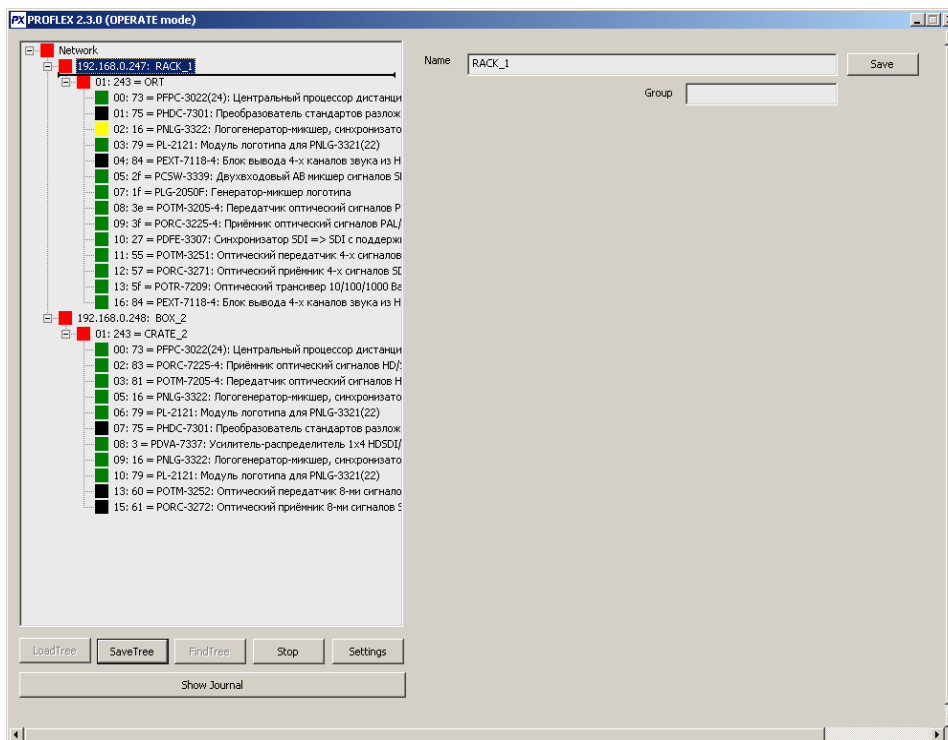 PX PROFLEX 2.3.0 (OPERATE mode)
Network
192.168.0.247: RACK_1
01: 243 = ORT
00: 73 = PFPC-3022(24): Центральный процессор дистанци
01: 75 = PHDC-7301: Преобразователь стандартов разлож
02: 16 = PNLG-3322: Логогенератор-микшер, синхронизато
03: 79 = PL-2121: Модуль логотипа для PNLG-3321(22)
04: 84 = PEXT-7118-4: Блок вывода 4-х каналов звука из H
05: 2f = PCSW-3339: Двухвходовый АВ микшер сигналов SI
07: 1f = PLG-2050F: Генератор-микшер логотипа
08: 3e = POTM-3205-4: Передатчик оптический сигналов P
09: 3f = PORC-3225-4: Приёмник оптический сигналов PAL/
10: 27 = PDFE-3307: Синхронизатор SDI => SDI с поддержк
11: 55 = POTM-3251: Оптический передатчик 4-х сигналов
12: 57 = PORC-3271: Оптический приёмник 4-х сигналов SD
13: 5f = POTR-7209: Оптический трансивер 10/100/1000 Ba
16: 84 = PEXT-7118-4: Блок вывода 4-х каналов звука из H
192.168.0.248: BOX_2
01: 243 = CRATE_2
00: 73 = PFPC-3022(24): Центральный процессор дистанци
02: 83 = PORC-7225-4: Приёмник оптический сигналов HD/
03: 81 = POTM-7205-4: Передатчик оптический сигналов H
05: 16 = PNLG-3322: Логогенератор-микшер, синхронизато
06: 79 = PL-2121: Модуль логотипа для PNLG-3321(22)
07: 75 = PHDC-7301: Преобразователь стандартов разлож
08: 3 = PDVA-7337: Усилитель-распределитель 1x4 HDSDI/
09: 16 = PNLG-3322: Логогенератор-микшер, синхронизато
10: 79 = PL-2121: Модуль логотипа для PNLG-3321(22)
13: 60 = POTM-3252: Оптический передатчик 8-ми сигнало
15: 61 = PORC-3272: Оптический приёмник 8-ми сигналов S
Name RACK_1 Save
Group
LoadTree SaveTree FindTree Stop Settings
Show Journal